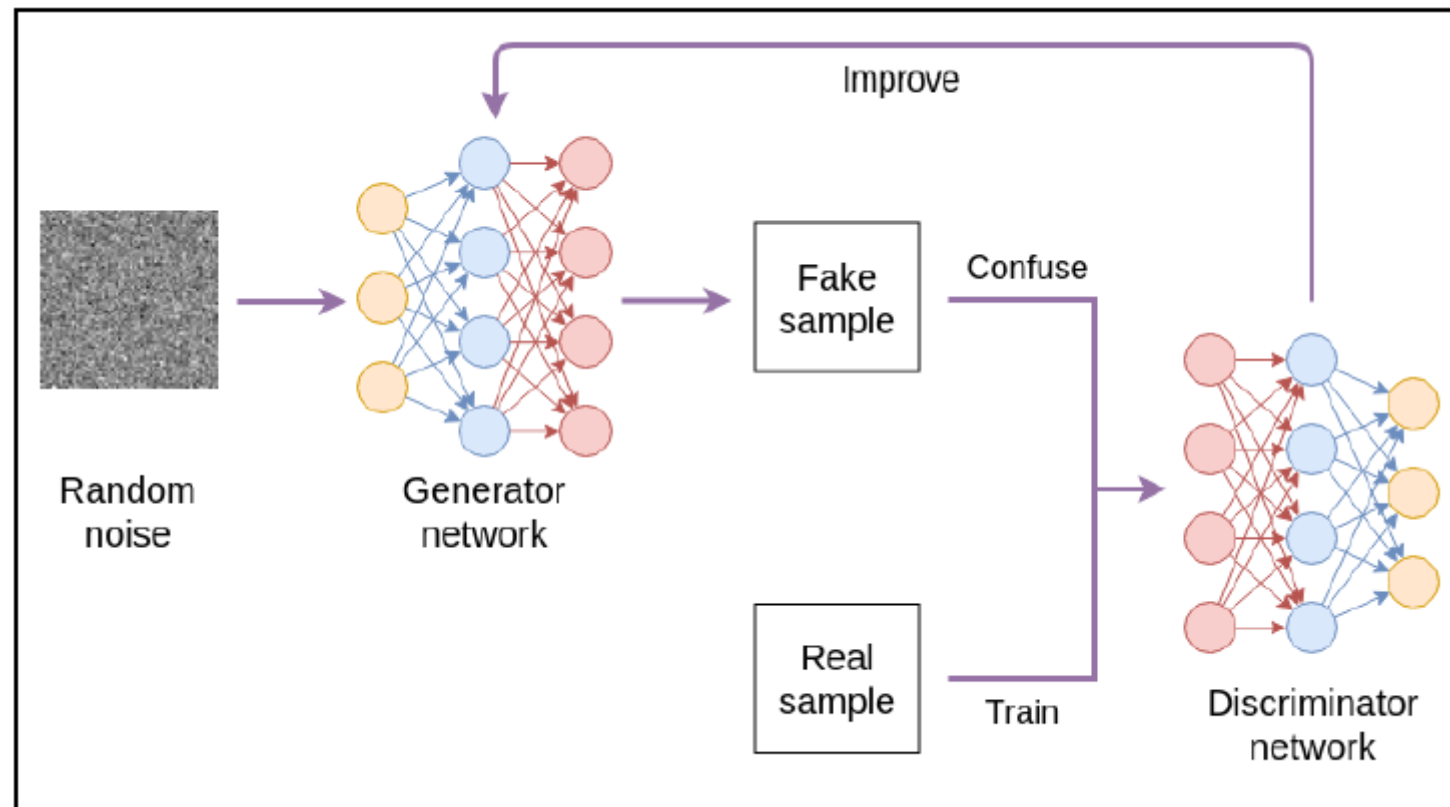 Improve
Random
noise
Generator
network
Fake
sample
Confuse
Real
sample
Train
Discriminator
network